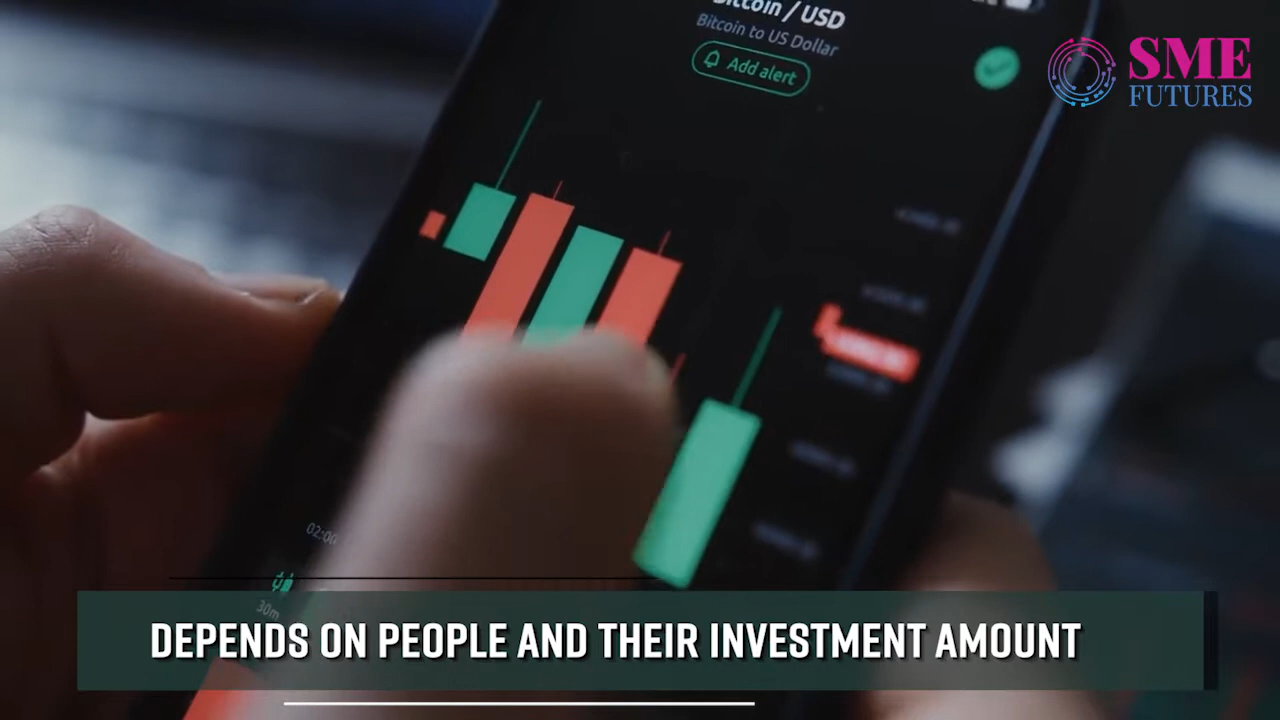 Bitcoin / USD
Bitcoin to US Dollar
Add alert
SME
FUTURES
02:00
30m
DEPENDS ON PEOPLE AND THEIR INVESTMENT AMOUNT